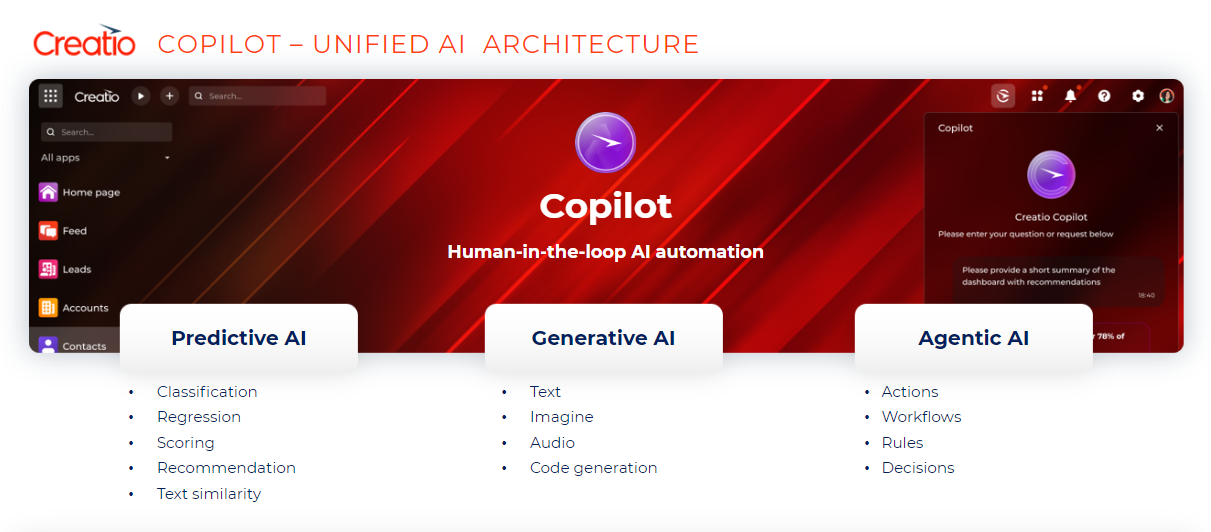 Creatio COPILOT – UNIFIED AI ARCHITECTURE
Creatio
Search...
Search...
All apps
Home page
Feed
Leads
Accounts
Contacts
Copilot
Human-in-the-loop AI automation
Copilot
Creatio Copilot
Please enter your question or request below
Please provide a short summary of the
dashboard with recommendations
18:40
78% of
Predictive AI
• Classification
• Regression
• Scoring
• Recommendation
• Text similarity
Generative AI
• Text
• Imagine
• Audio
• Code generation
Agentic AI
• Actions
• Workflows
• Rules
• Decisions